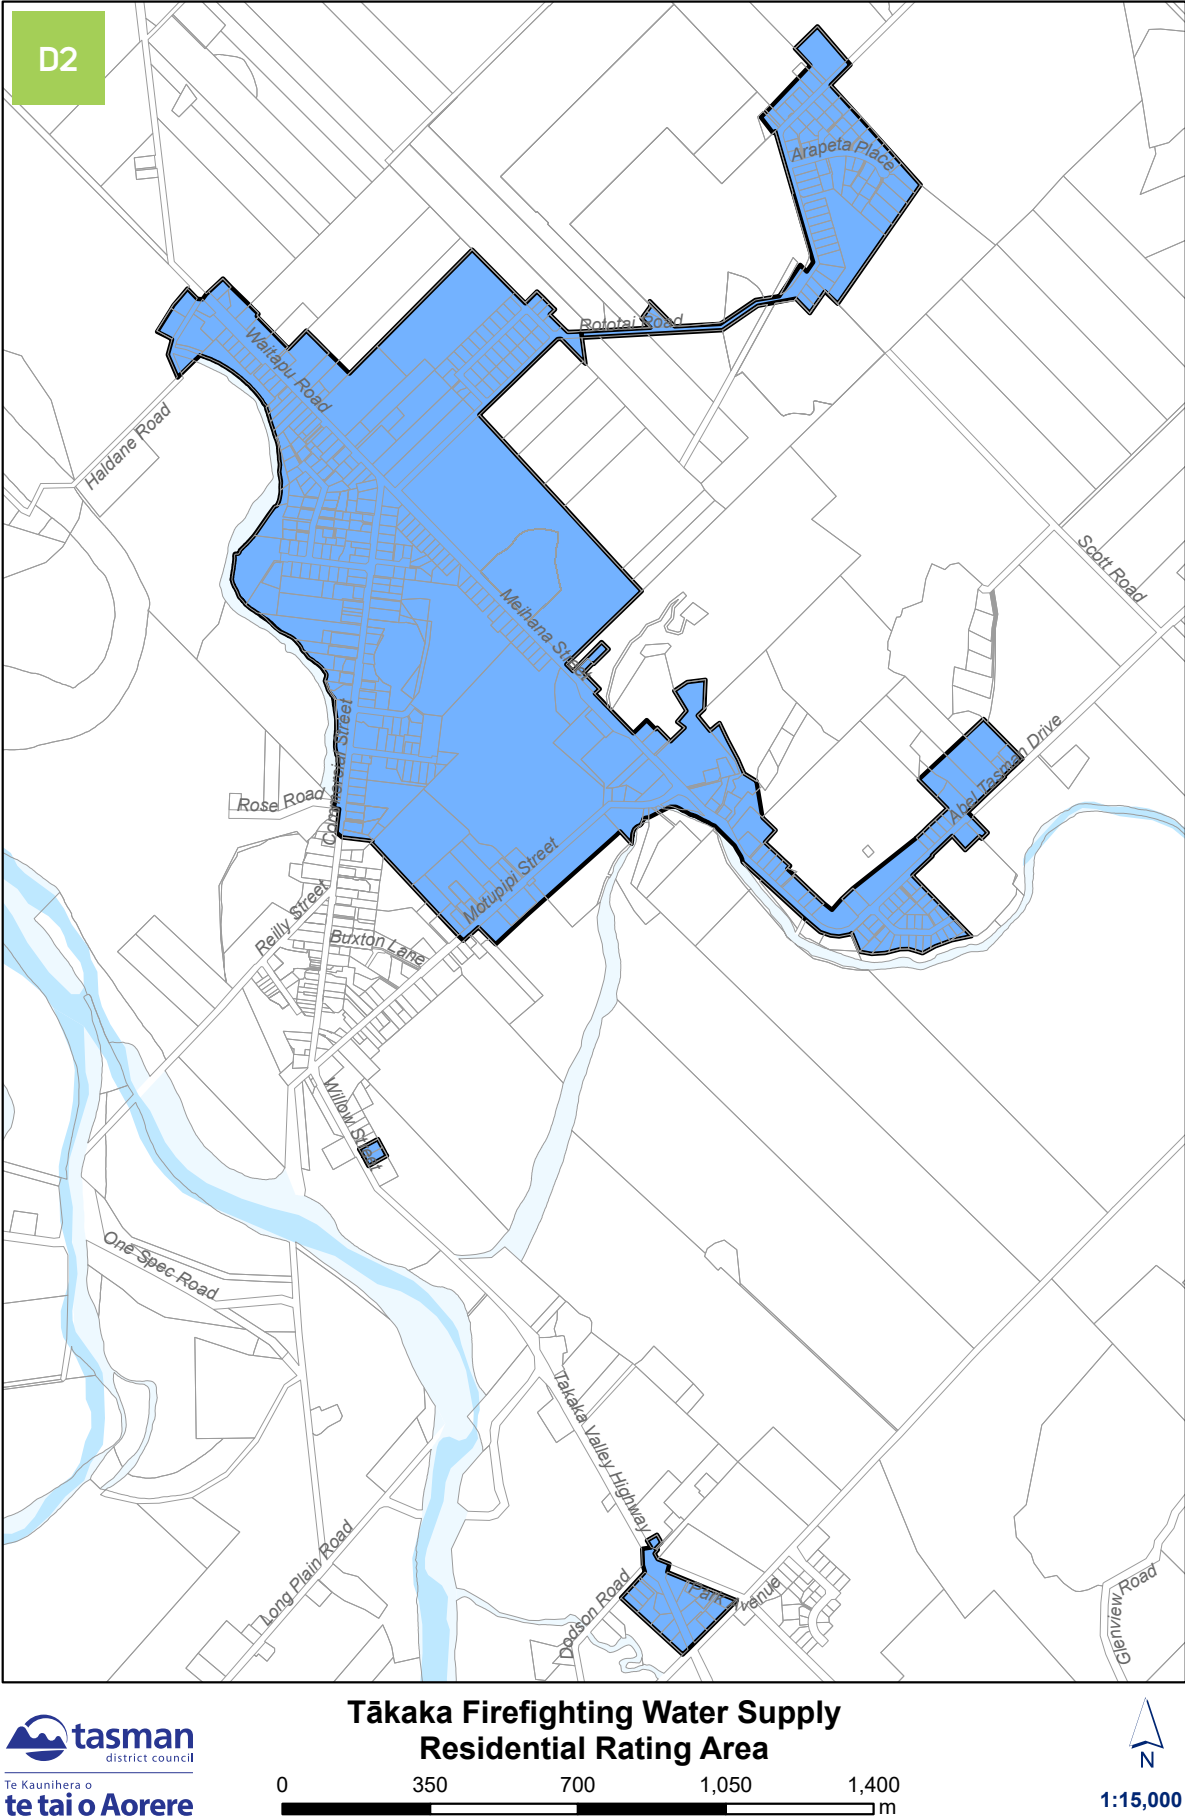 D2
Arapeta Place
Rototai Road
Waitapu Road
Haldane Road
Scott Road
Meihana Street
Commercial Street
Abel Tasman Drive
Rose Road
Motupipi Street
Reilly Street
Buxton Lane
Willow Street
One Spec Road
Takaka Valley Highway
Long Plain Road
Dodson Road
Park Avenue
Glenview Road
tasman
district council
Te Kaunihera o
te tai o Aorere
Tākaka Firefighting Water Supply
Residential Rating Area
0 350 700 1,050 1,400
m
N
1:15,000